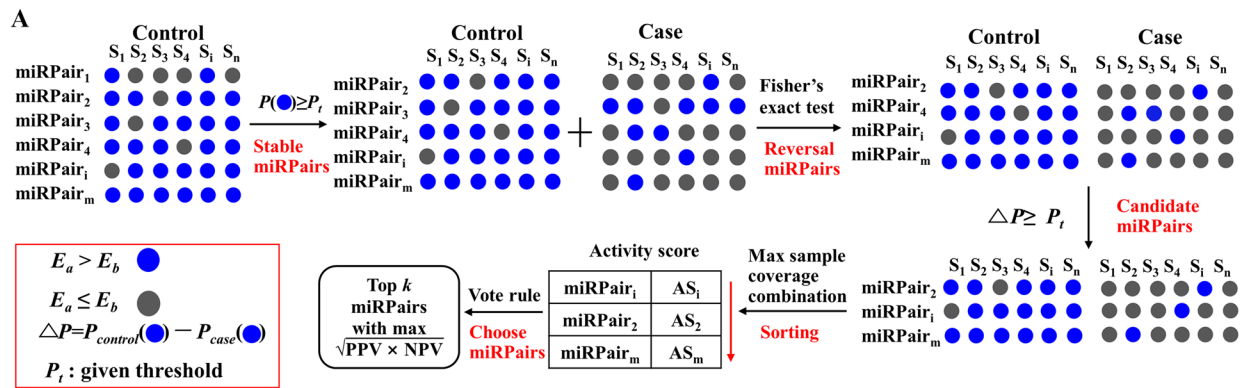 A
Control
S1 S2 S3 S4 Si Sn
miRPair1
miRPair2
miRPair3
miRPair4
miRPairi
miRPairm
P( )≥Pt
Stable
miRPairs
Control
S1 S2 S3 S4 Si Sn
miRPair2
miRPair3
miRPair4
miRPairi
miRPairm
+
Case
S1 S2 S3 S4 Si Sn
Fisher's
exact test
Reversal
miRPairs
Control
S1 S2 S3 S4 Si Sn
miRPair2
miRPair4
miRPairi
miRPairm
Case
S1 S2 S3 S4 Si Sn
△P≥ Pt
Candidate
miRPairs
S1 S2 S3 S4 Si Sn
S1 S2 S3 S4 Si Sn
miRPair2
miRPairi
miRPairm
Max sample
coverage
combination
Sorting
Activity score
miRPairi ASi
miRPair2 AS2
miRPairm ASm
Vote rule
Choose
miRPairs
Top k
miRPairs
with max
√PPV × NPV
Ea > Eb
Ea ≤ Eb
△P=Pcontrol( ) －Pcase( )
Pt : given threshold